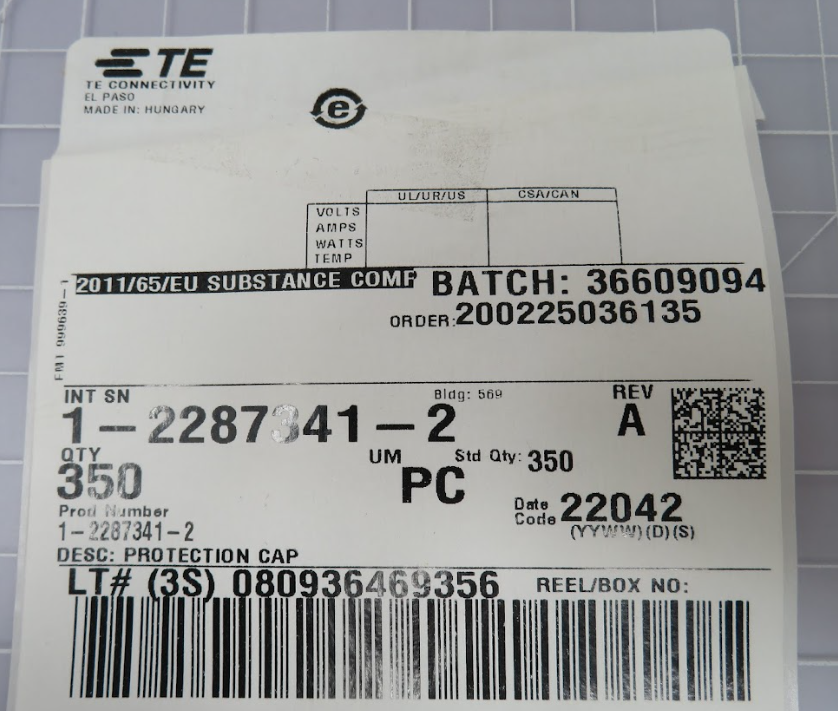 TE
TE CONNECTIVITY
EL PASO
MADE IN: HUNGARY
e
UL/UR/US CSA/CAN
VOLTS
AMPS
WATTS
TEMP
2011/65/EU SUBSTANCE COMP
BATCH: 36609094
ORDER:200225036135
INT SN
Bldg: 569
REV
1-2287341-2
A
QTY
UM
Std Qty: 350
350
PC
Prod Number
1-2287341-2
Date Code 22042
(YYWW)(D)(S)
DESC: PROTECTION CAP
LT# (3S) 080936469356
REEL/BOX NO: